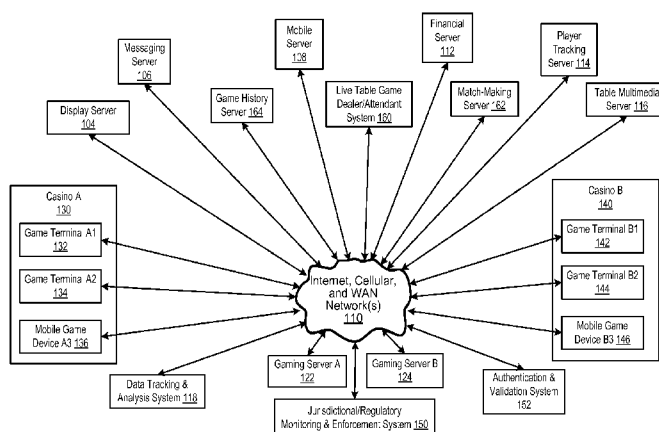 Messaging
Server
106
Mobile
Server
108
Financial
Server
112
Player
Tracking
Server 114
Display Server
104
Game History
Server 164
Live Table Game
Dealer/Attendant
System 160
Match-Making
Server 162
Table Multimedia
Server 116
Casino A
130
Game Terminal A1
132
Game Terminal A2
134
Mobile Game
Device A3 136
Internet, Cellular,
and WAN
Network(s)
110
Casino B
140
Game Terminal B1
142
Game Terminal B2
144
Mobile Game
Device B3 146
Data Tracking &
Analysis System 118
Gaming Server A
122
Gaming Server B
124
Authentication &
Validation System
152
Jurisdictional/Regulatory
Monitoring & Enforcement System 150